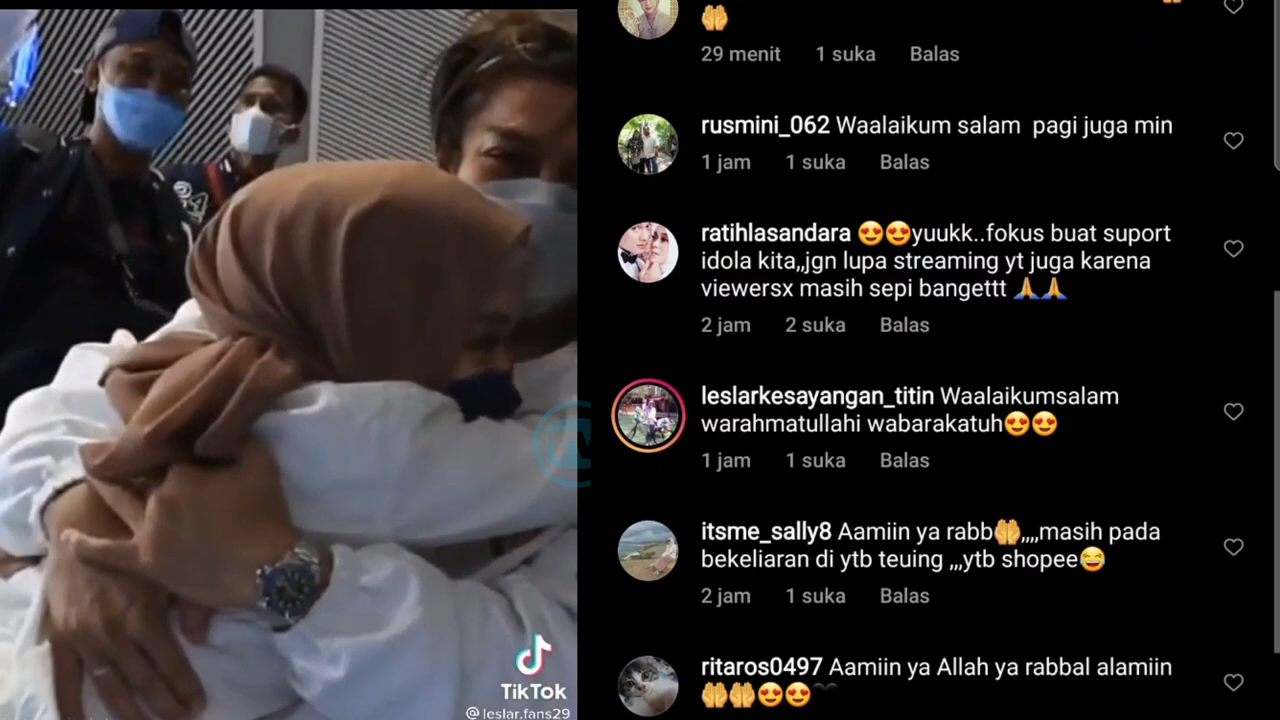 24
TikTok
@leslar.fans29
🤲
29 menit 1 suka Balas
rusmini_062 Waalaikum salam pagi juga min
1 jam 1 suka Balas
ratihlasandara 😍😍yuukk..fokus buat suport
idola kita,,jgn lupa streaming yt juga karena
viewersx masih sepi bangettt 🙏🙏
2 jam 2 suka Balas
leslarkesayangan_titin Waalaikumsalam
warahmatullahi wabarakatuh😍😍
1 jam 1 suka Balas
itsme_sally8 Aamiin ya rabb🤲,,,,masih pada
bekeliaran di ytb teuing ,,,ytb shopee😂
2 jam 1 suka Balas
ritaros0497 Aamiin ya Allah ya rabbal alamiin
🤲🤲😍😍